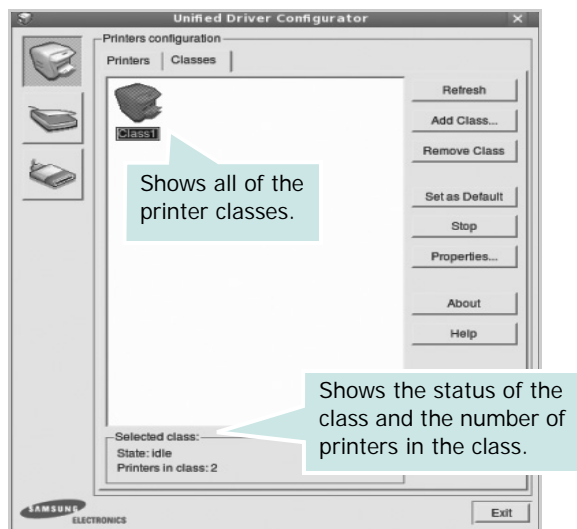 Unified Driver Configurator
Printers configuration
Printers
Classes
Class1
Shows all of the
printer classes.
Refresh
Add Class...
Remove Class
Set as Default
Stop
Properties...
About
Help
Shows the status of the
class and the number of
printers in the class.
Selected class:
State: idle
Printers in class: 2
SAMSUNG
ELECTRONICS
Exit